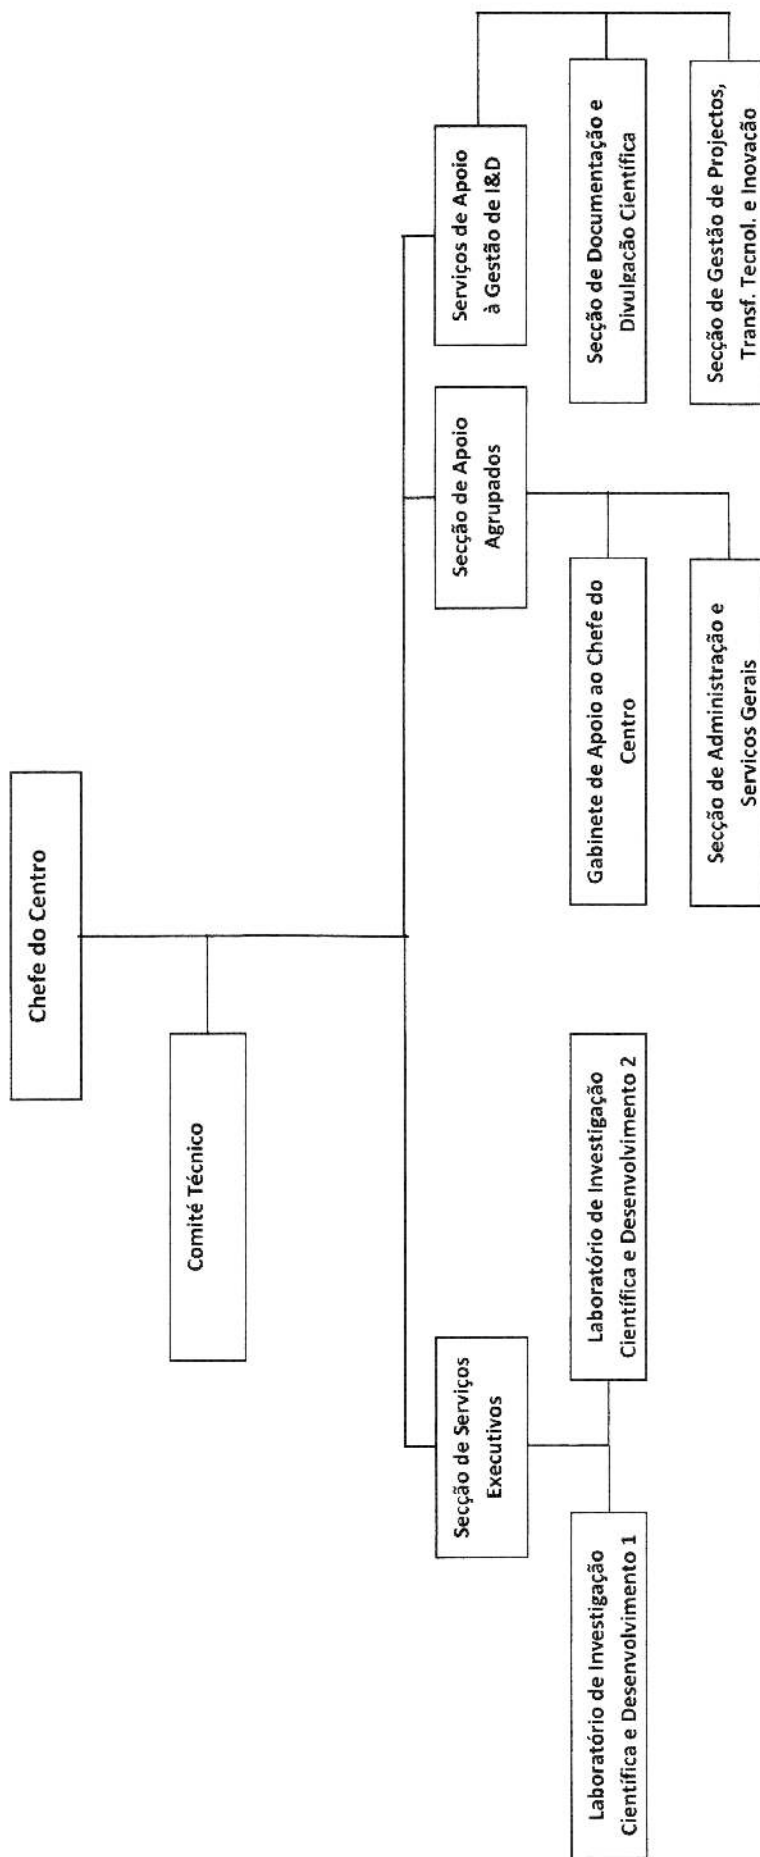 Chefe do Centro
Comité Técnico
Secção de Serviços
Executivos
Secção de Apoio
Agrupados
Serviços de Apoio
à Gestão de I&D
Laboratório de Investigação
Científica e Desenvolvimento 1
Laboratório de Investigação
Científica e Desenvolvimento 2
Gabinete de Apoio ao Chefe do
Centro
Secção de Documentação e
Divulgação Científica
Secção de Administração e
Serviços Gerais
Secção de Gestão de Projectos,
Transf. Tecnol. e Inovação